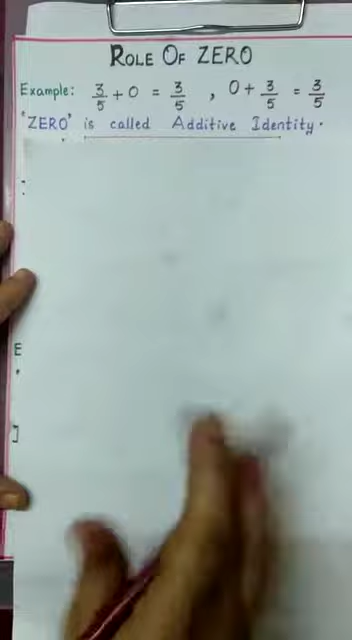 ROLE OF ZERO
Example: 3/5 + 0 = 3/5 , 0 + 3/5 = 3/5
'ZERO' is called Additive Identity.
:
E
]